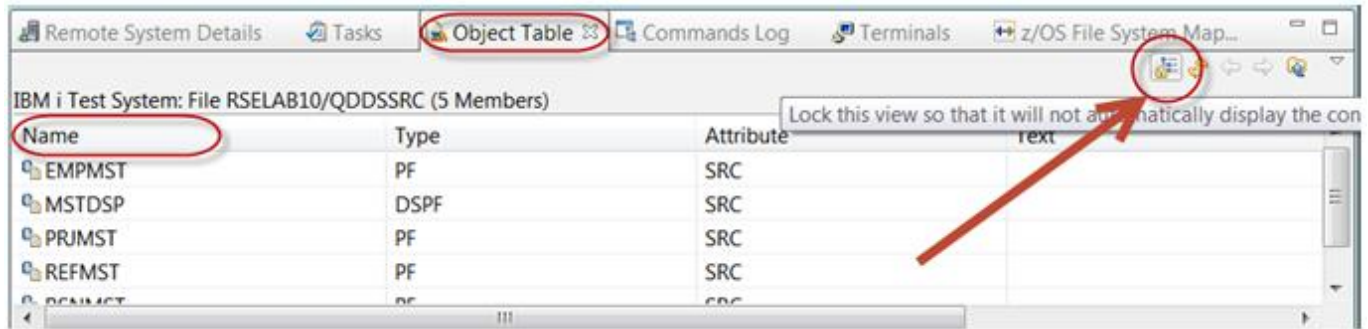 Remote System Details Tasks Object Table Commands Log Terminals z/OS File System Map...
IBM i Test System: File RSELAB10/QDDSSRC (5 Members)
Lock this view so that it will not automatically display the con
Name Type Attribute Text
EMPMST PF SRC
MSTDSP DSPF SRC
PRJMST PF SRC
REFMST PF SRC